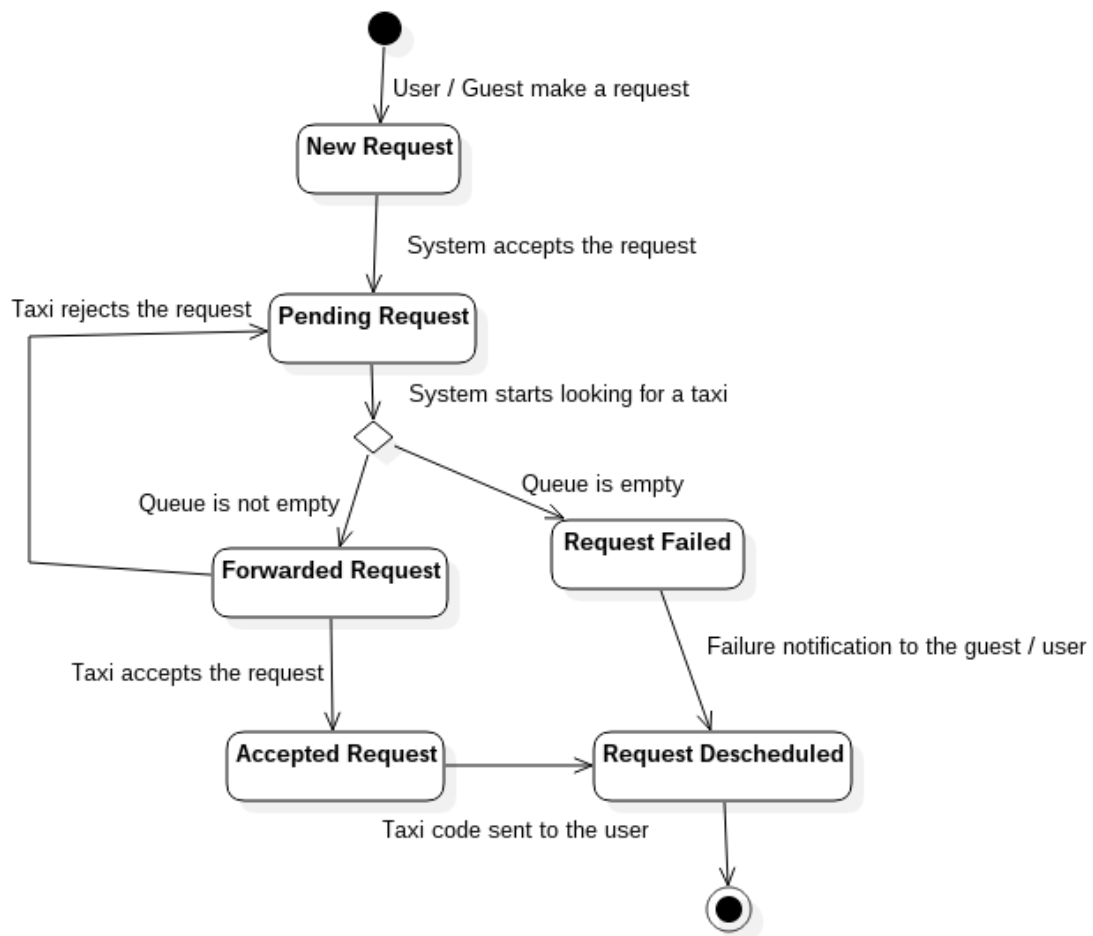 User / Guest make a request
New Request
System accepts the request
Taxi rejects the request
Pending Request
System starts looking for a taxi
Queue is empty
Queue is not empty
Request Failed
Forwarded Request
Failure notification to the guest / user
Taxi accepts the request
Accepted Request
Request Descheduled
Taxi code sent to the user